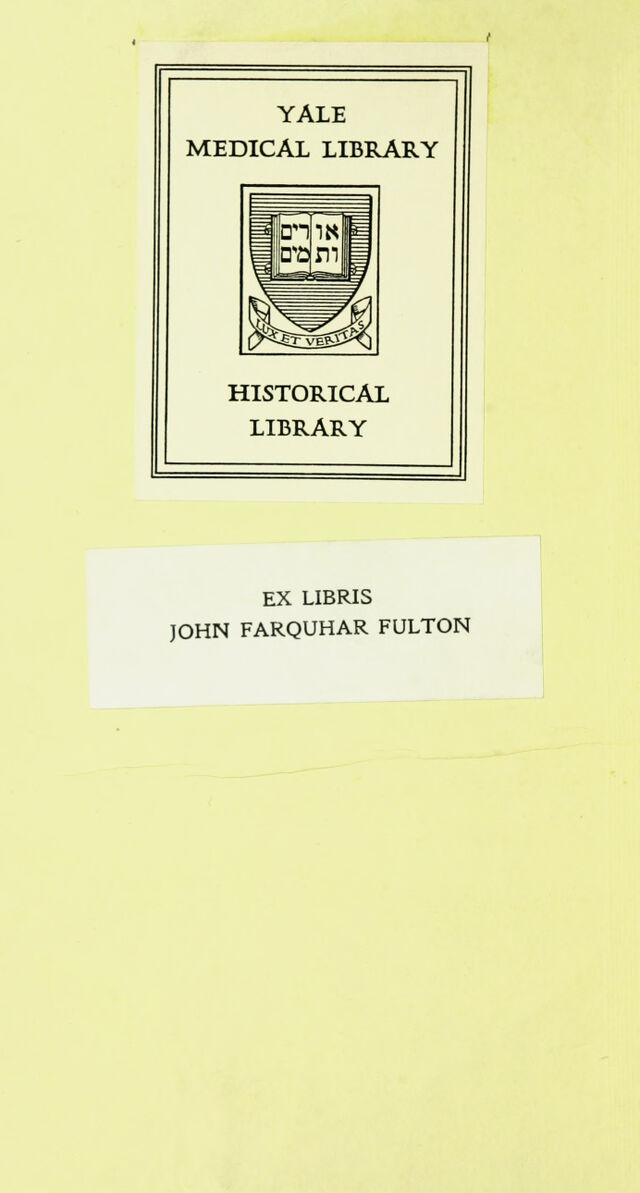 YALE
MEDICAL LIBRARY
אורים
ותמים
LUX ET VERITAS
HISTORICAL
LIBRARY
EX LIBRIS
JOHN FARQUHAR FULTON